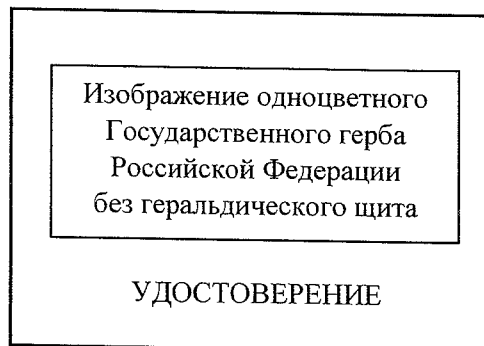 Изображение одноцветного
Государственного герба
Российской Федерации
без геральдического щита
УДОСТОВЕРЕНИЕ